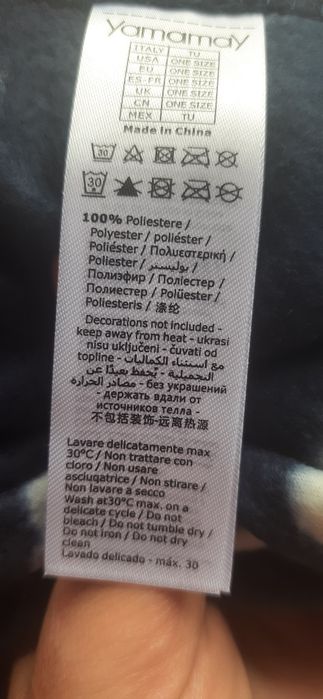 yamamay
ITALY TU
USA ONE SIZE
EU ONE SIZE
ES-FR ONE SIZE
UK ONE SIZE
CN ONE SIZE
MEX TU
Made in China
30
30
100% Poliestere /
Polyester / poliéster /
Poliéster / Πολυεστερική /
Poliester / بوليستر /
Полиэфир / Поліестер /
Полиестер / Polüester /
Poliesteris / 涤纶
Decorations not included -
keep away from heat - ukrasi
nisu uključeni - čuvati od
topline - مع استثناء الكماليات
التجميلية - يُحفظ بعيدًا عن
مصادر الحرارة - без украшений
- держать вдали от
источников тепла -
不包括装饰-远离热源
Lavare delicatamente max
30°C / Non trattare con
cloro / Non usare
asciugatrice / Non stirare /
Non lavare a secco
Wash at30°C max. on a
delicate cycle / Do not
bleach / Do not tumble dry /
Do not iron / Do not dry
clean
Lavado delicado - máx. 30